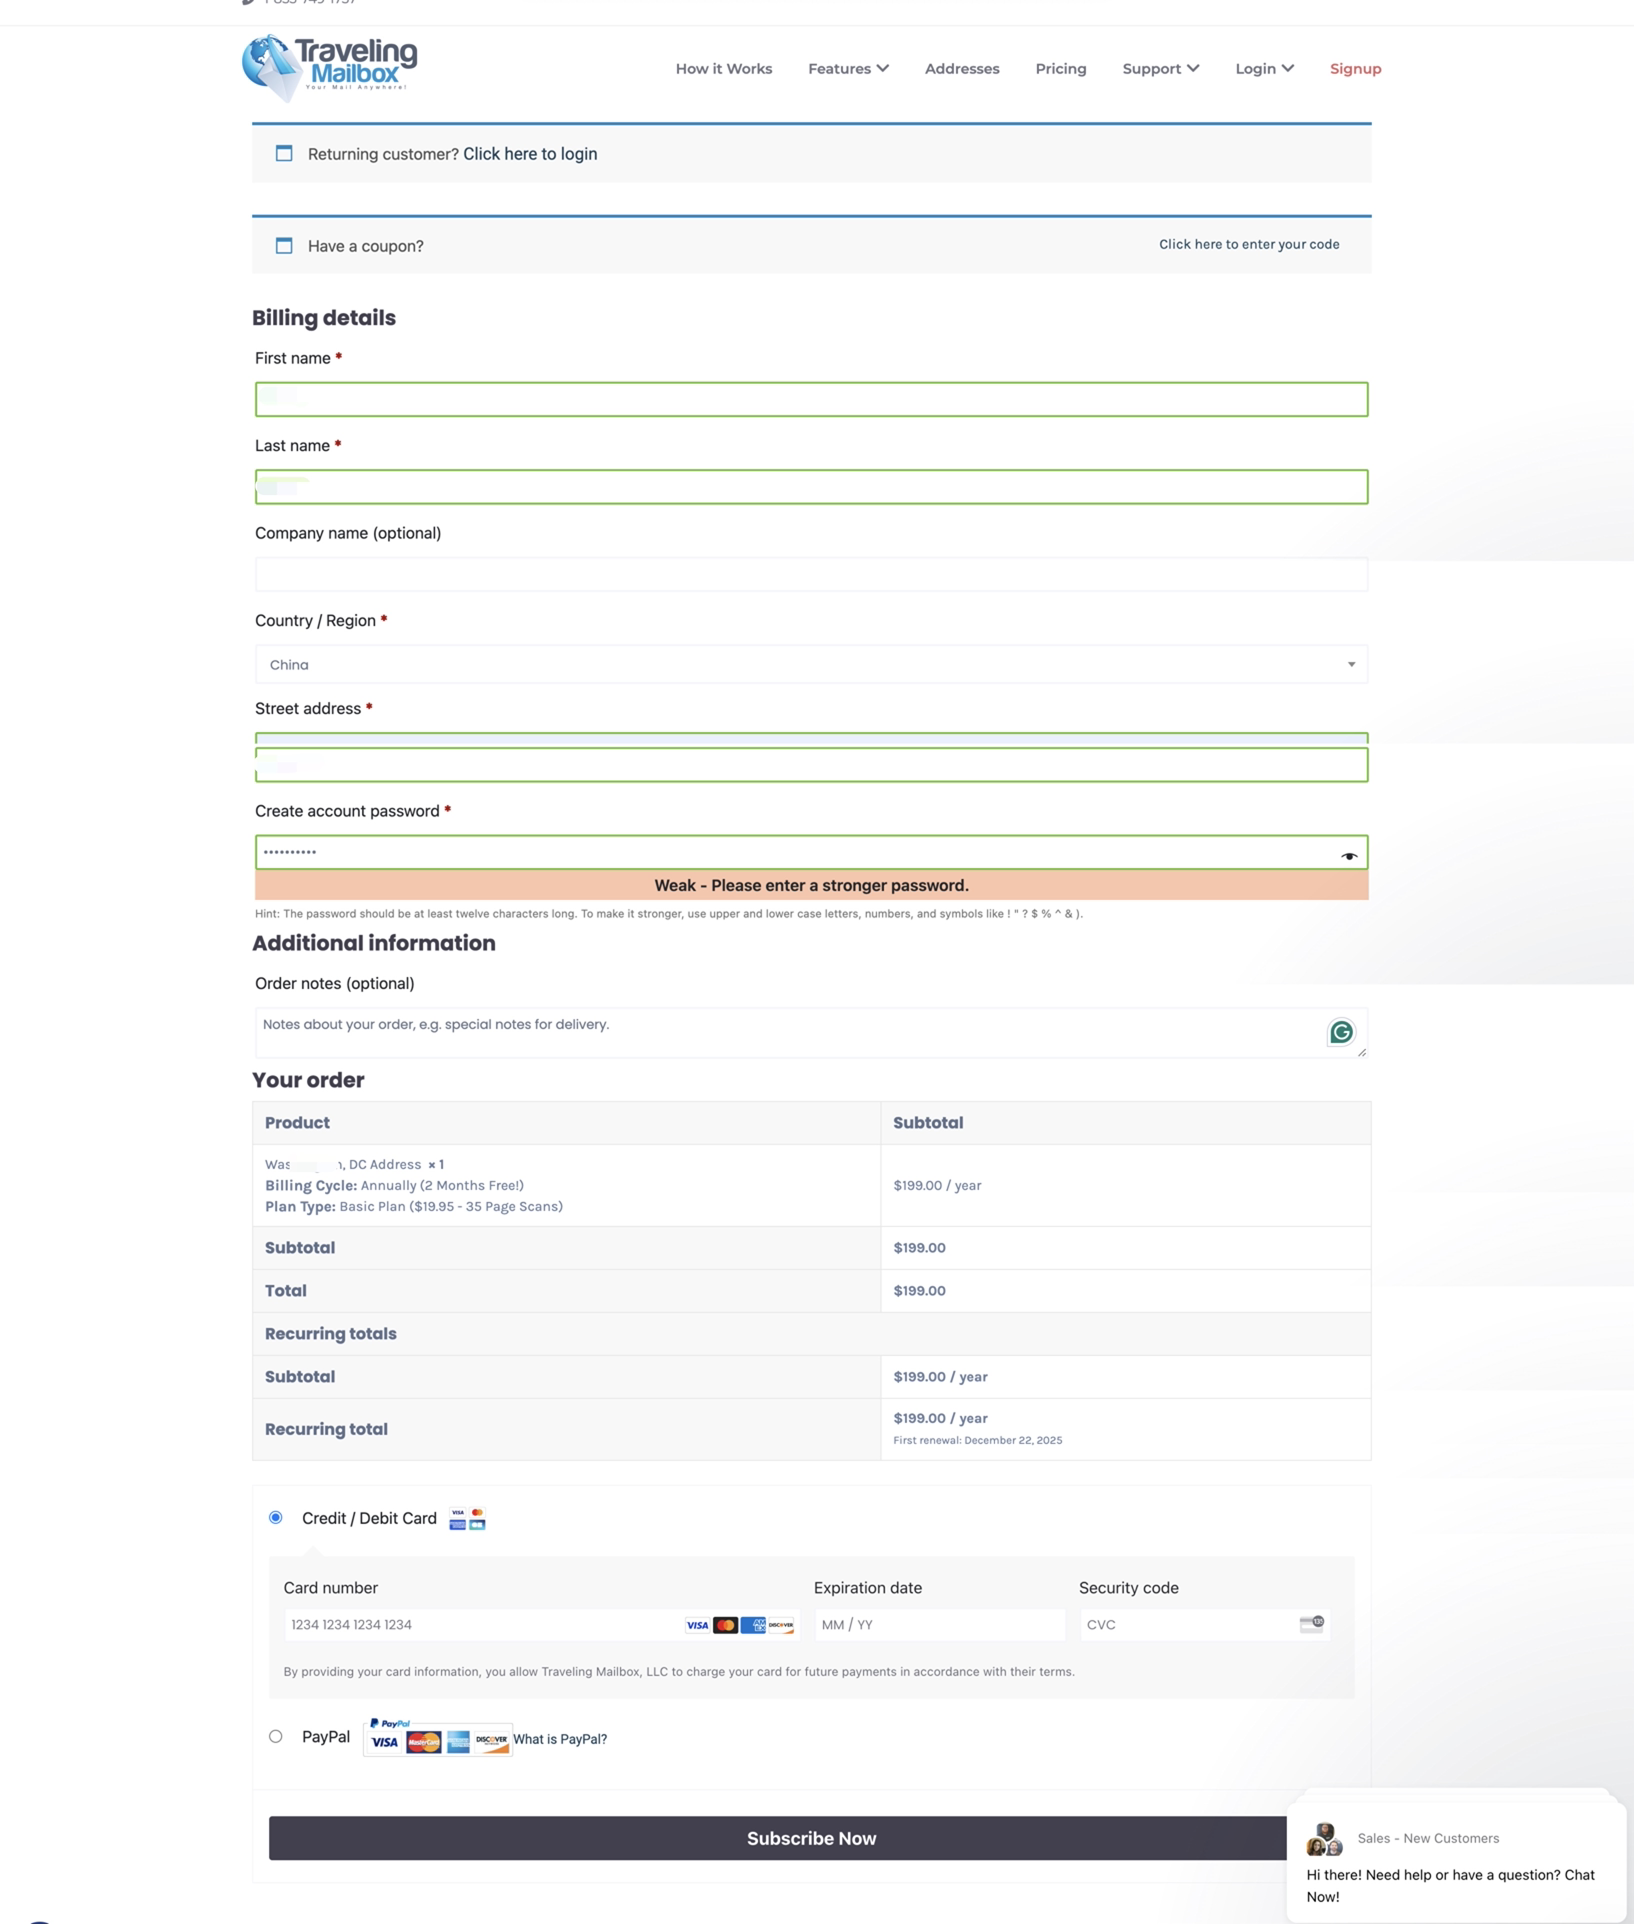 Traveling
Mailbox
Your Mail Anywhere!
How it Works
Features
Addresses
Pricing
Support
Login
Signup
Returning customer? Click here to login
Have a coupon?
Click here to enter your code
Billing details
First name *
Last name *
Company name (optional)
Country / Region *
China
Street address *
Create account password *
••••••••••
Weak - Please enter a stronger password.
Hint: The password should be at least twelve characters long. To make it stronger, use upper and lower case letters, numbers, and symbols like ! " ? $ % ^ & ).
Additional information
Order notes (optional)
Notes about your order, e.g. special notes for delivery.
Your order
Product
Subtotal
DC Address × 1
Billing Cycle: Annually (2 Months Free!)
Plan Type: Basic Plan ($19.95 - 35 Page Scans)
$199.00 / year
Subtotal
$199.00
Total
$199.00
Recurring totals
Subtotal
$199.00 / year
Recurring total
$199.00 / year
First renewal: December 22, 2025
Credit / Debit Card
VISA
Card number
Expiration date
Security code
1234 1234 1234 1234
VISA
AMEX
DISCOVER
MM / YY
CVC
By providing your card information, you allow Traveling Mailbox, LLC to charge your card for future payments in accordance with their terms.
PayPal
PayPal
VISA
MasterCard
DISCOVER
What is PayPal?
Subscribe Now
Sales - New Customers
Hi there! Need help or have a question? Chat
Now!